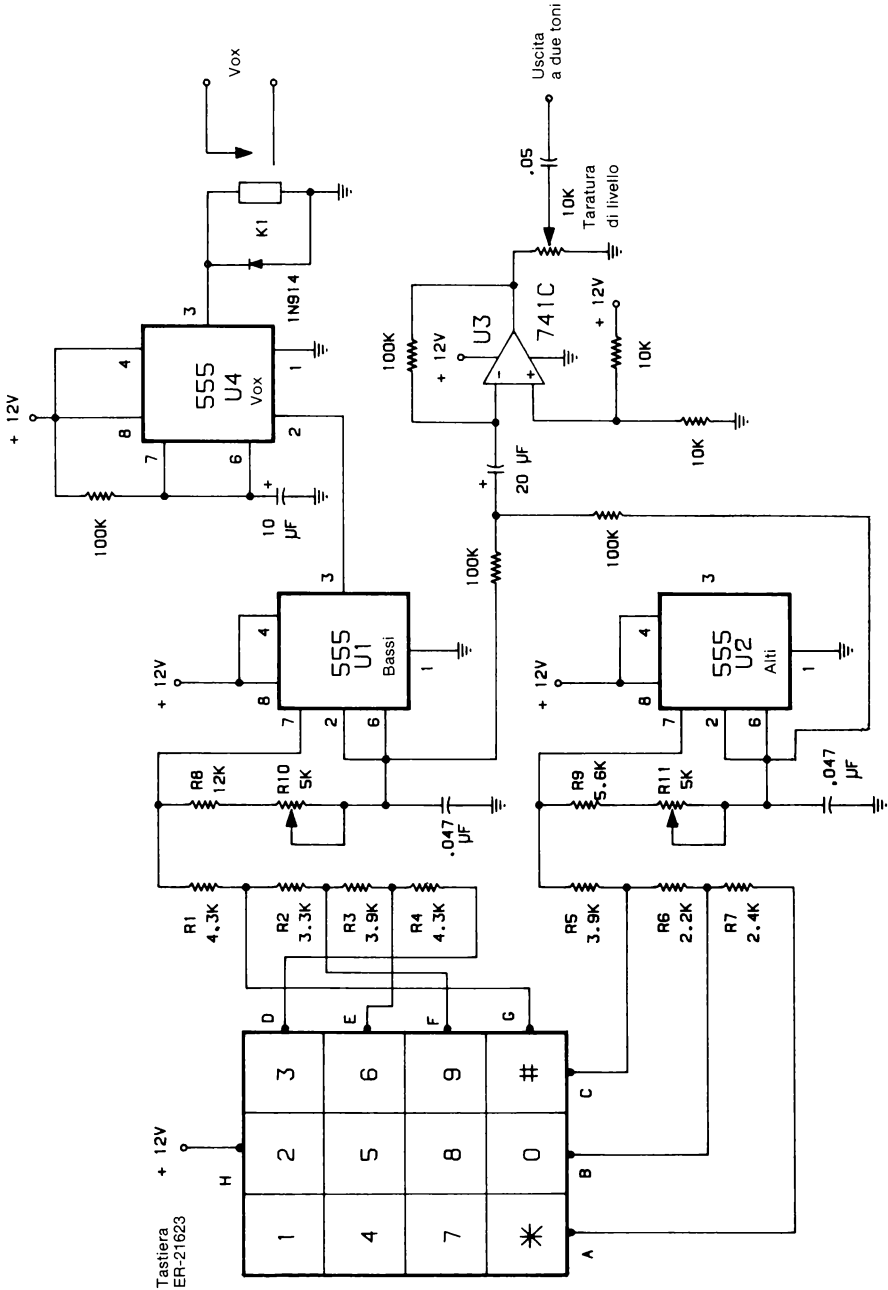 Tastiera
ER-21623
+ 12V
H
1
2
3
4
5
6
7
8
9
*
0
#
D
E
F
G
A
B
C
R1
4.3K
R2
3.3K
R3
3.9K
R4
4.3K
R8
12K
R10
5K
.047
µF
+ 12V
7
8
4
2
6
555
U1
Bassi
3
1
R5
3.9K
R6
2.2K
R7
2.4K
R9
5.6K
R11
5K
.047
µF
+ 12V
7
8
4
2
6
555
U2
Alti
3
1
100K
100K
+
20 µF
100K
+ 12V
U3
-
+
741C
10K
10K
+ 12V
10K
Taratura
di livello
.05
Uscita
a due toni
+ 12V
100K
10
µF
+
7
8
4
6
2
555
U4
Vox
3
1
1N914
K1
Vox